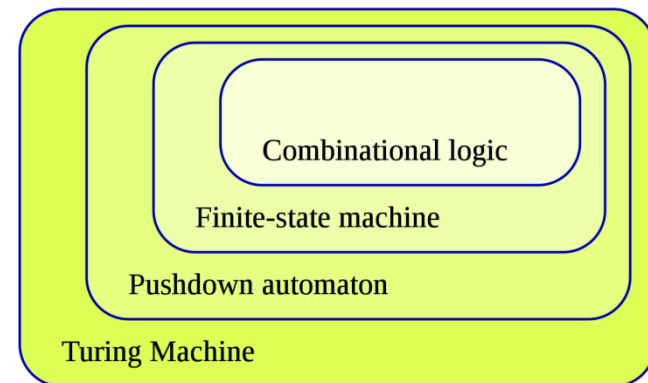 Combinational logic
Finite-state machine
Pushdown automaton
Turing Machine